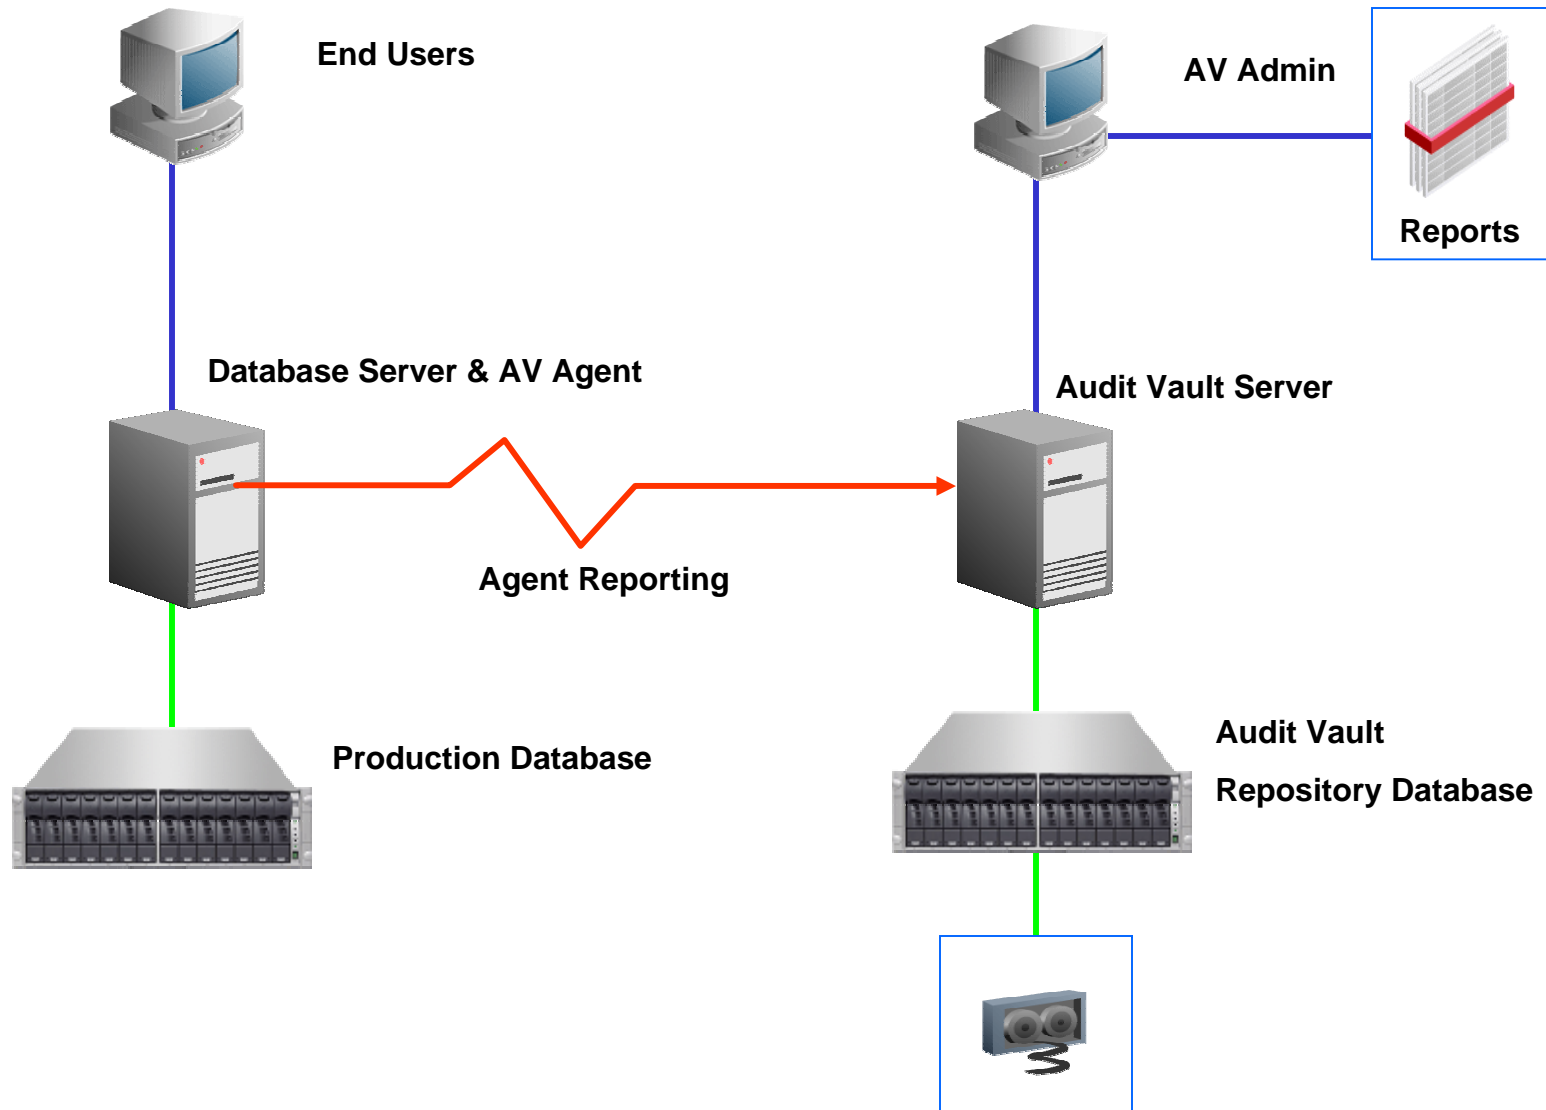 End Users
AV Admin
Reports
Database Server & AV Agent
Audit Vault Server
Agent Reporting
Production Database
Audit Vault
Repository Database